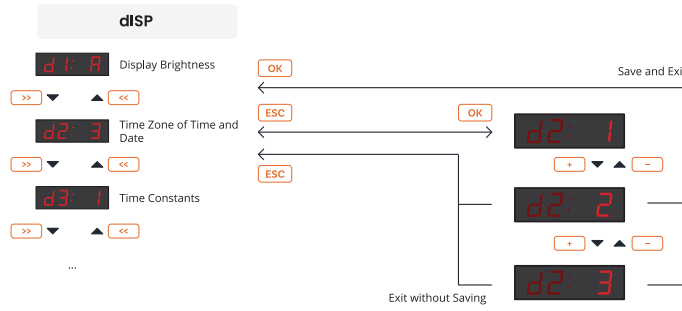 dISP
d1: A
Display Brightness
OK
Save and Exi
>> <<
ESC
OK
d2: 3
Time Zone of Time and
Date
d2: 1
>> <<
ESC
+ -
d3: 1
Time Constants
d2: 2
>> <<
+ -
...
d2: 3
Exit without Saving